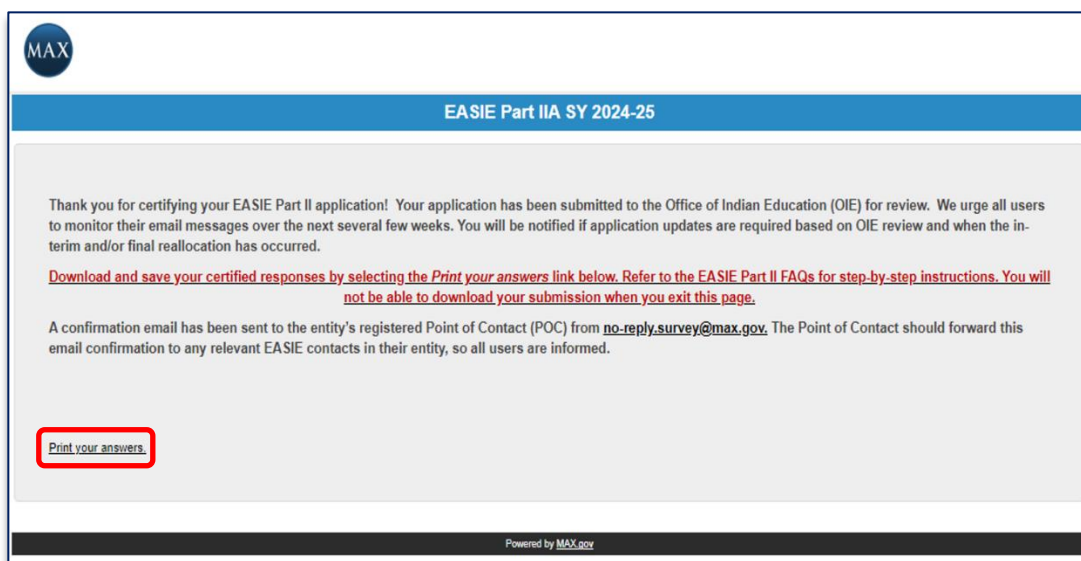 MAX
EASIE Part IIA SY 2024-25
Thank you for certifying your EASIE Part II application! Your application has been submitted to the Office of Indian Education (OIE) for review. We urge all users
to monitor their email messages over the next several few weeks. You will be notified if application updates are required based on OIE review and when the in-
terim and/or final reallocation has occurred.
Download and save your certified responses by selecting the Print your answers link below. Refer to the EASIE Part II FAQs for step-by-step instructions. You will
not be able to download your submission when you exit this page.
A confirmation email has been sent to the entity's registered Point of Contact (POC) from no-reply.survey@max.gov. The Point of Contact should forward this
email confirmation to any relevant EASIE contacts in their entity, so all users are informed.
Print your answers.
Powered by MAX.gov